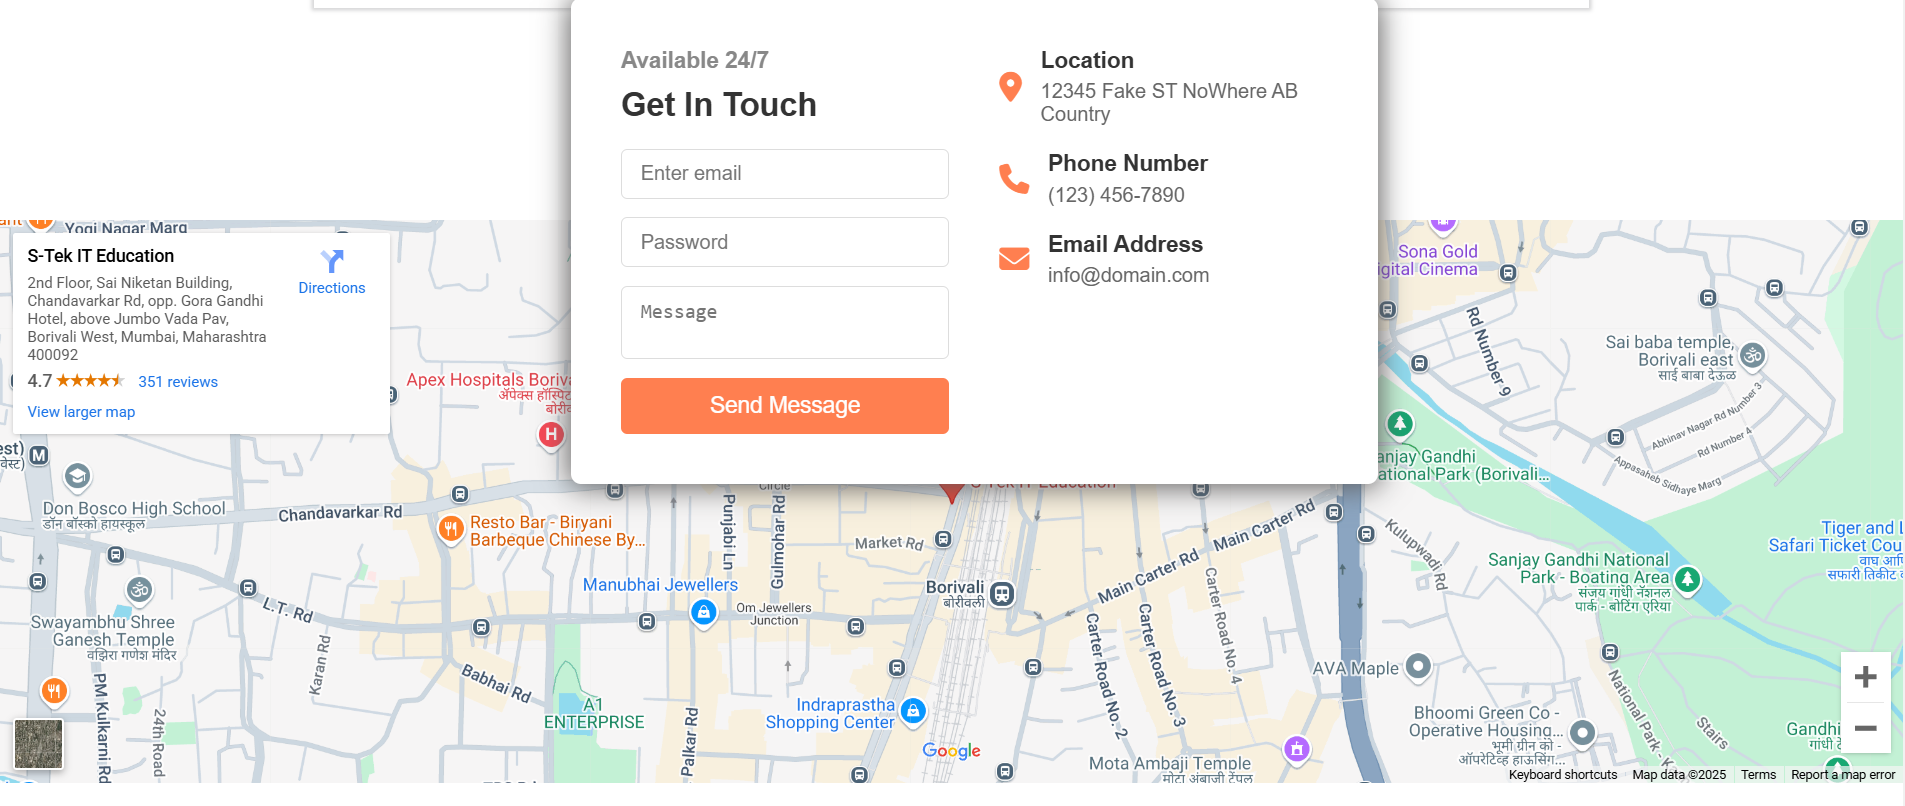 Available 24/7
Get In Touch
Enter email
Password
Message
Send Message
Location
12345 Fake ST NoWhere AB
Country
Phone Number
(123) 456-7890
Email Address
info@domain.com
Yogi Nagar Marg
S-Tek IT Education
2nd Floor, Sai Niketan Building,
Chandavarkar Rd, opp. Gora Gandhi
Hotel, above Jumbo Vada Pav,
Borivali West, Mumbai, Maharashtra
400092
4.7
351 reviews
View larger map
Directions
Apex Hospitals
H
M
Don Bosco High School
डॉन बॉस्को हायस्कूल
Chandavarkar Rd
Resto Bar - Biryani
Barbeque Chinese By...
Circle
S-Tek IT Education
Punjabi Ln
Gulmohar Rd
Market Rd
Manubhai Jewellers
Om Jewellers
Junction
Borivali
बोरीवली
Main Carter Rd
Main Carter Rd
Carter Road No. 2
Carter Road No. 3
Carter Road No. 4
L.T. Rd
Swayambhu Shree
Ganesh Temple
वझिरा गणेश मंदिर
Karan Rd
Babhai Rd
PM Kulkarni Rd
24th Road
A1
ENTERPRISE
Palkar Rd
Indraprastha
Shopping Center
Google
Mota Ambaji Temple
मोटा अंबाजी टेंपल
Sona Gold
Cinema
Rd Number 9
Sai baba temple,
Borivali east
साई बाबा देऊळ
Abhinav Nagar Rd Number 3
Rd Number 4
Appasaheb Sidhaye Marg
Gandhi
Park (Borivali...
Kulupwadi Rd
Tiger and
Safari Ticket
Sanjay Gandhi National
Park - Boating Area
संजय गांधी नॅशनल
पार्क - बोटिंग एरिया
AVA Maple
Bhoomi Green Co -
Operative Housing...
भूमी ग्रीन को -
ऑपरेटिव्ह हाऊसिंग...
National Park
Stairs
Gandhi
Keyboard shortcuts
Map data ©2025
Terms
Report a map error